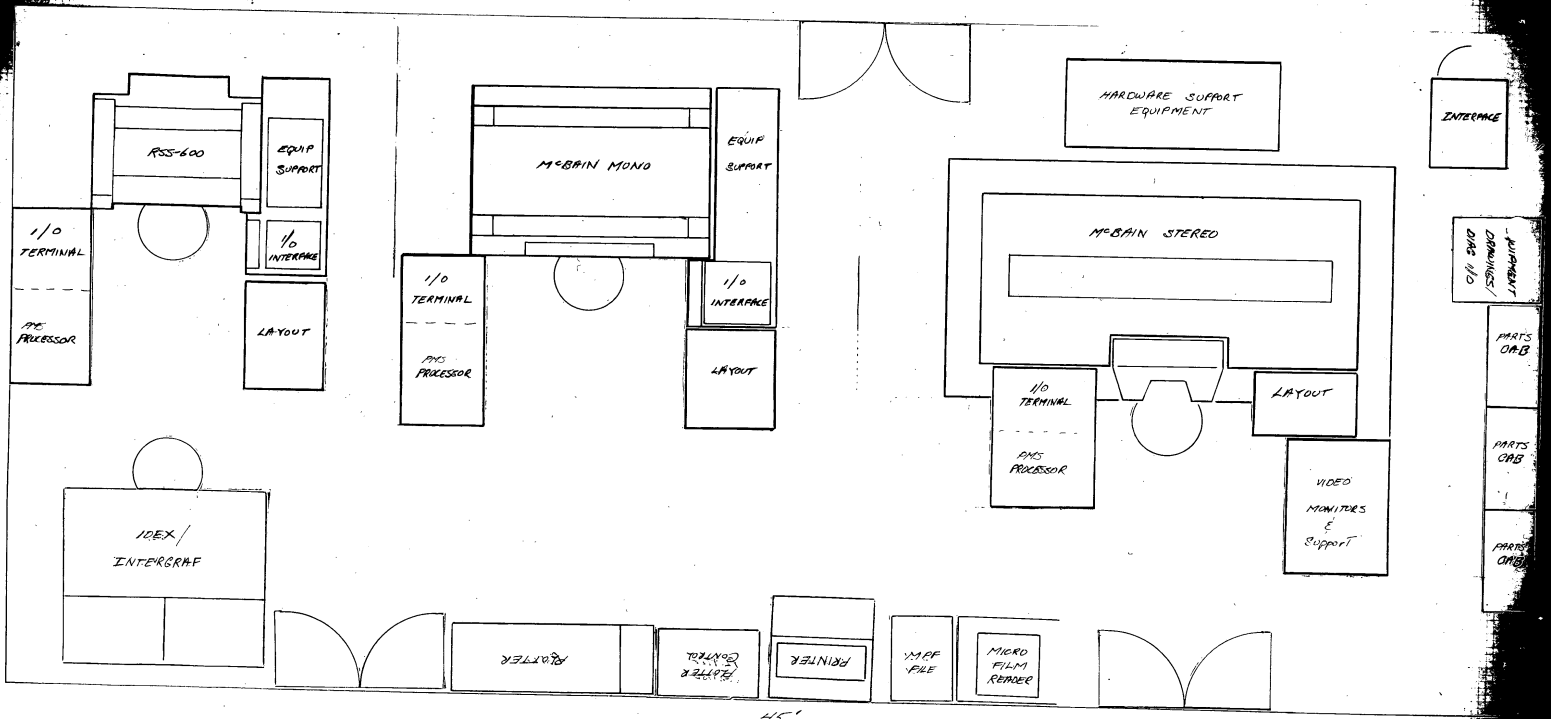 RSS-600
EQUIP
SUPPORT
I/O
INTERFACE
I/O
TERMINAL
PROCESSOR
LAYOUT
McBAIN MONO
EQUIP
SUPPORT
I/O
TERMINAL
PMS
PROCESSOR
I/O
INTERFACE
LAYOUT
HARDWARE SUPPORT
EQUIPMENT
INTERFACE
McBAIN STEREO
I/O
TERMINAL
PMS
PROCESSOR
LAYOUT
VIDEO
MONITORS
&
SUPPORT
DRAWINGS/
DIAG I/O
PARTS
CAB
PARTS
CAB
PARTS
CAB
IDEX/
INTERGRAF
PLOTTER
PLOTTER
CONTROL
PRINTER
MPF
FILE
MICRO
FILM
READER
45'